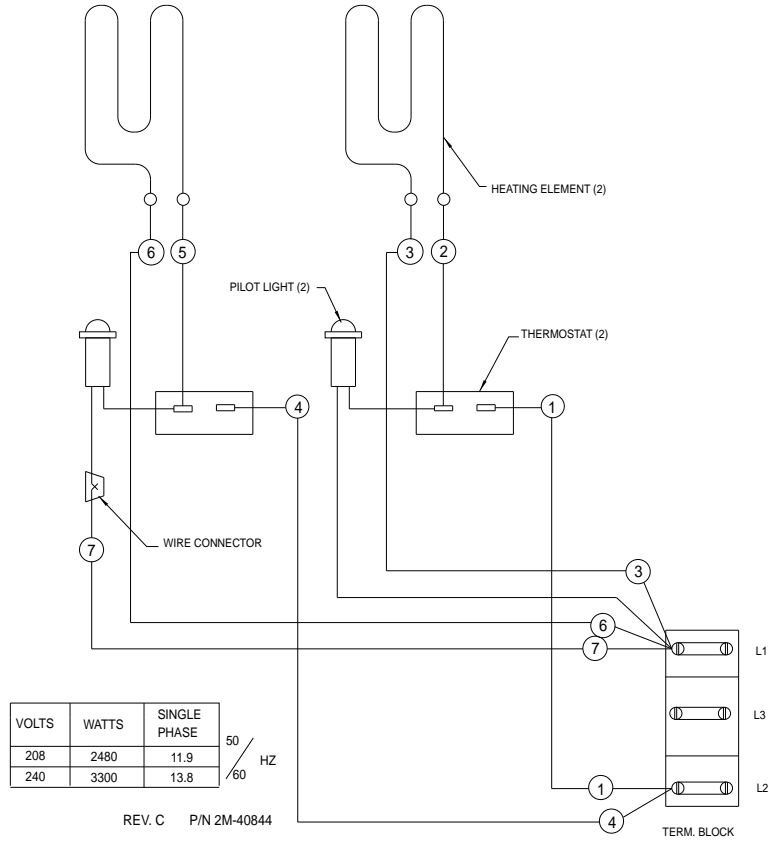 HEATING ELEMENT (2)
6
5
3
2
PILOT LIGHT (2)
THERMOSTAT (2)
4
1
WIRE CONNECTOR
7
3
6
7
L1
L3
1
L2
4
TERM. BLOCK
VOLTS WATTS SINGLE PHASE
208 2480 11.9
240 3300 13.8
50/60 HZ
REV. C P/N 2M-40844